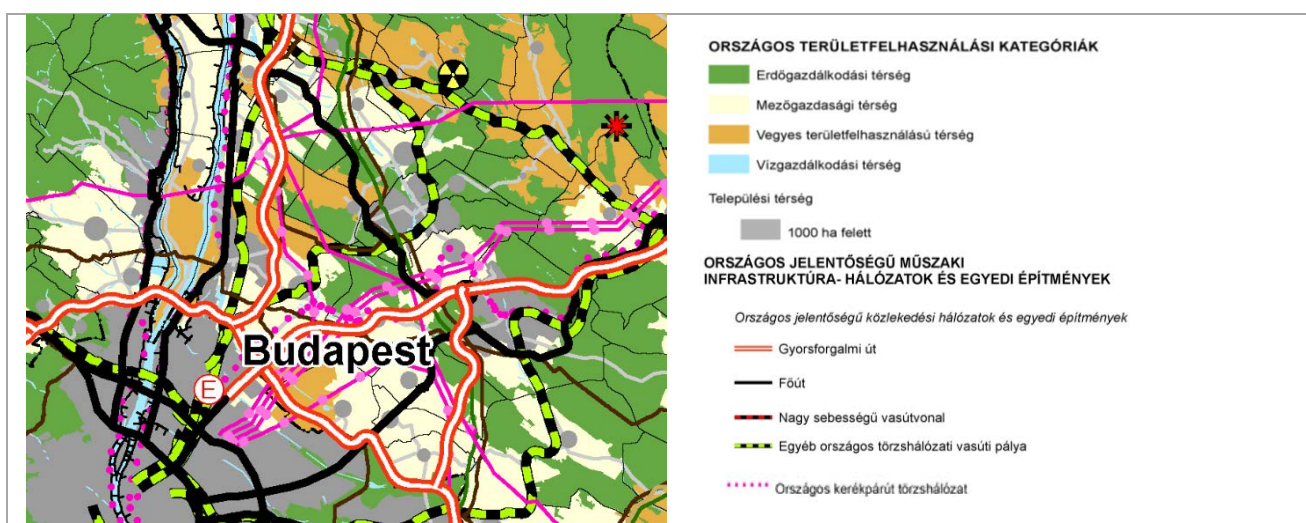 Budapest
E
ORSZÁGOS TERÜLETFELHASZNÁLÁSI KATEGÓRIÁK
Erdőgazdálkodási térség
Mezőgazdasági térség
Vegyes területfelhasználású térség
Vízgazdálkodási térség
Települési térség
1000 ha felett
ORSZÁGOS JELENTŐSÉGŰ MŰSZAKI
INFRASTRUKTÚRA- HÁLÓZATOK ÉS EGYEDI ÉPÍTMÉNYEK
Országos jelentőségű közlekedési hálózatok és egyedi építmények
Gyorsforgalmi út
Főút
Nagy sebességű vasútvonal
Egyéb országos törzshálózati vasúti pálya
Országos kerékpárút törzshálózat